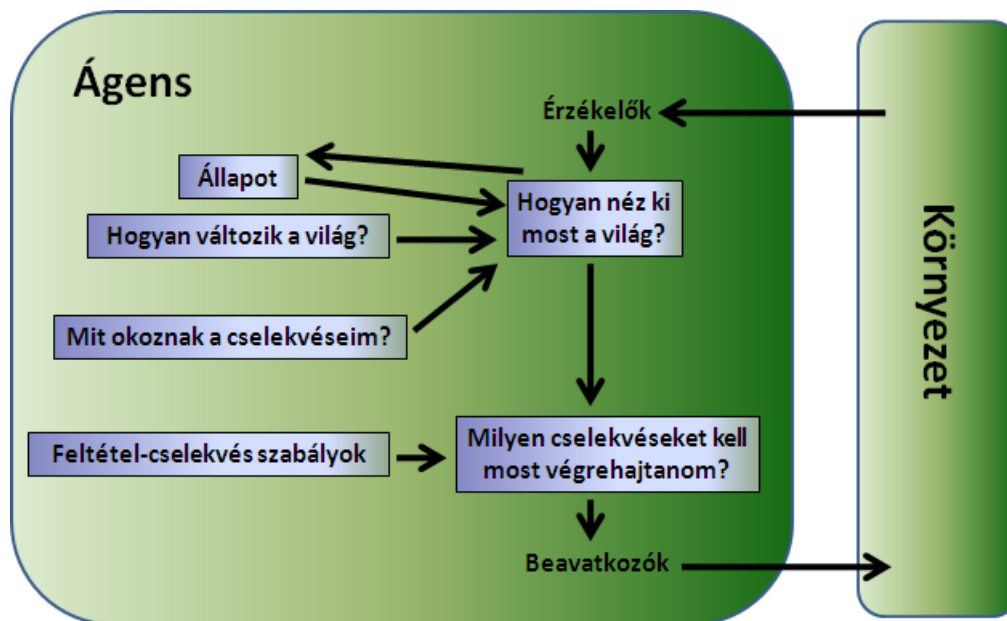 Ágens
Érzékelők
Állapot
Hogyan néz ki
most a világ?
Hogyan változik a világ?
Mit okoznak a cselekvéseim?
Feltétel-cselekvés szabályok
Milyen cselekvéseket kell
most végrehajtanom?
Beavatkozók
Környezet